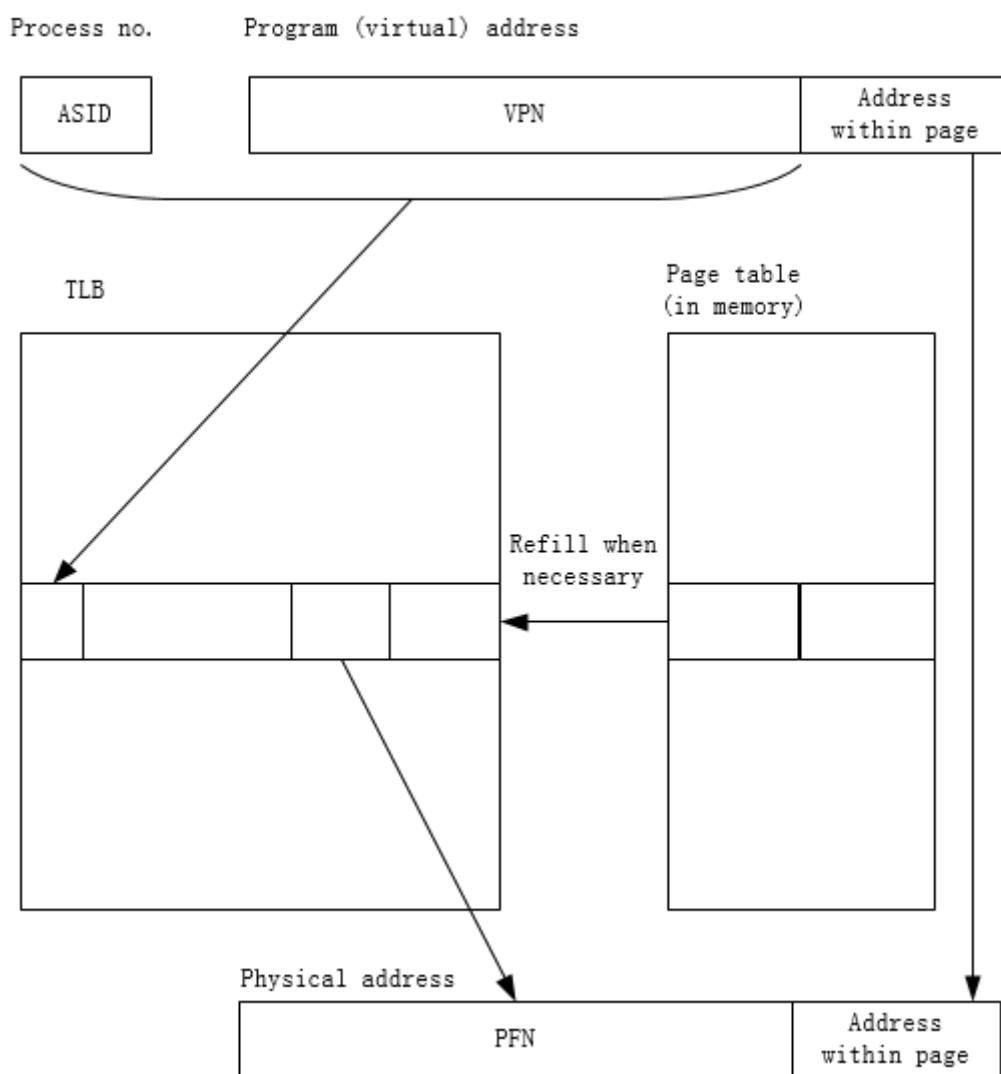 Process no.
Program (virtual) address
ASID
VPN
Address
within page
TLB
Page table
(in memory)
Refill when
necessary
Physical address
PFN
Address
within page